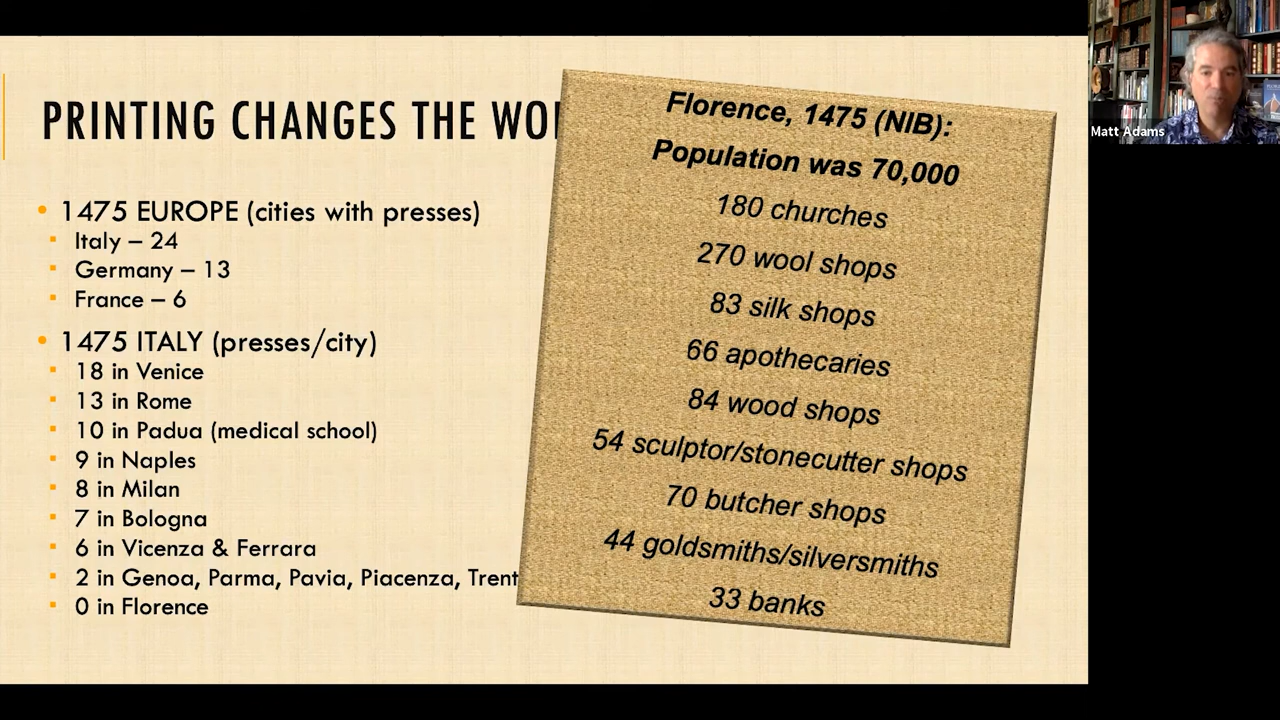 PRINTING CHANGES THE WO
• 1475 EUROPE (cities with presses)
▪ Italy – 24
▪ Germany – 13
▪ France – 6
• 1475 ITALY (presses/city)
▪ 18 in Venice
▪ 13 in Rome
▪ 10 in Padua (medical school)
▪ 9 in Naples
▪ 8 in Milan
▪ 7 in Bologna
▪ 6 in Vicenza & Ferrara
▪ 2 in Genoa, Parma, Pavia, Piacenza, Trent
▪ 0 in Florence
Florence, 1475 (NIB):
Population was 70,000
180 churches
270 wool shops
83 silk shops
66 apothecaries
84 wood shops
54 sculptor/stonecutter shops
70 butcher shops
44 goldsmiths/silversmiths
33 banks
Matt Adams